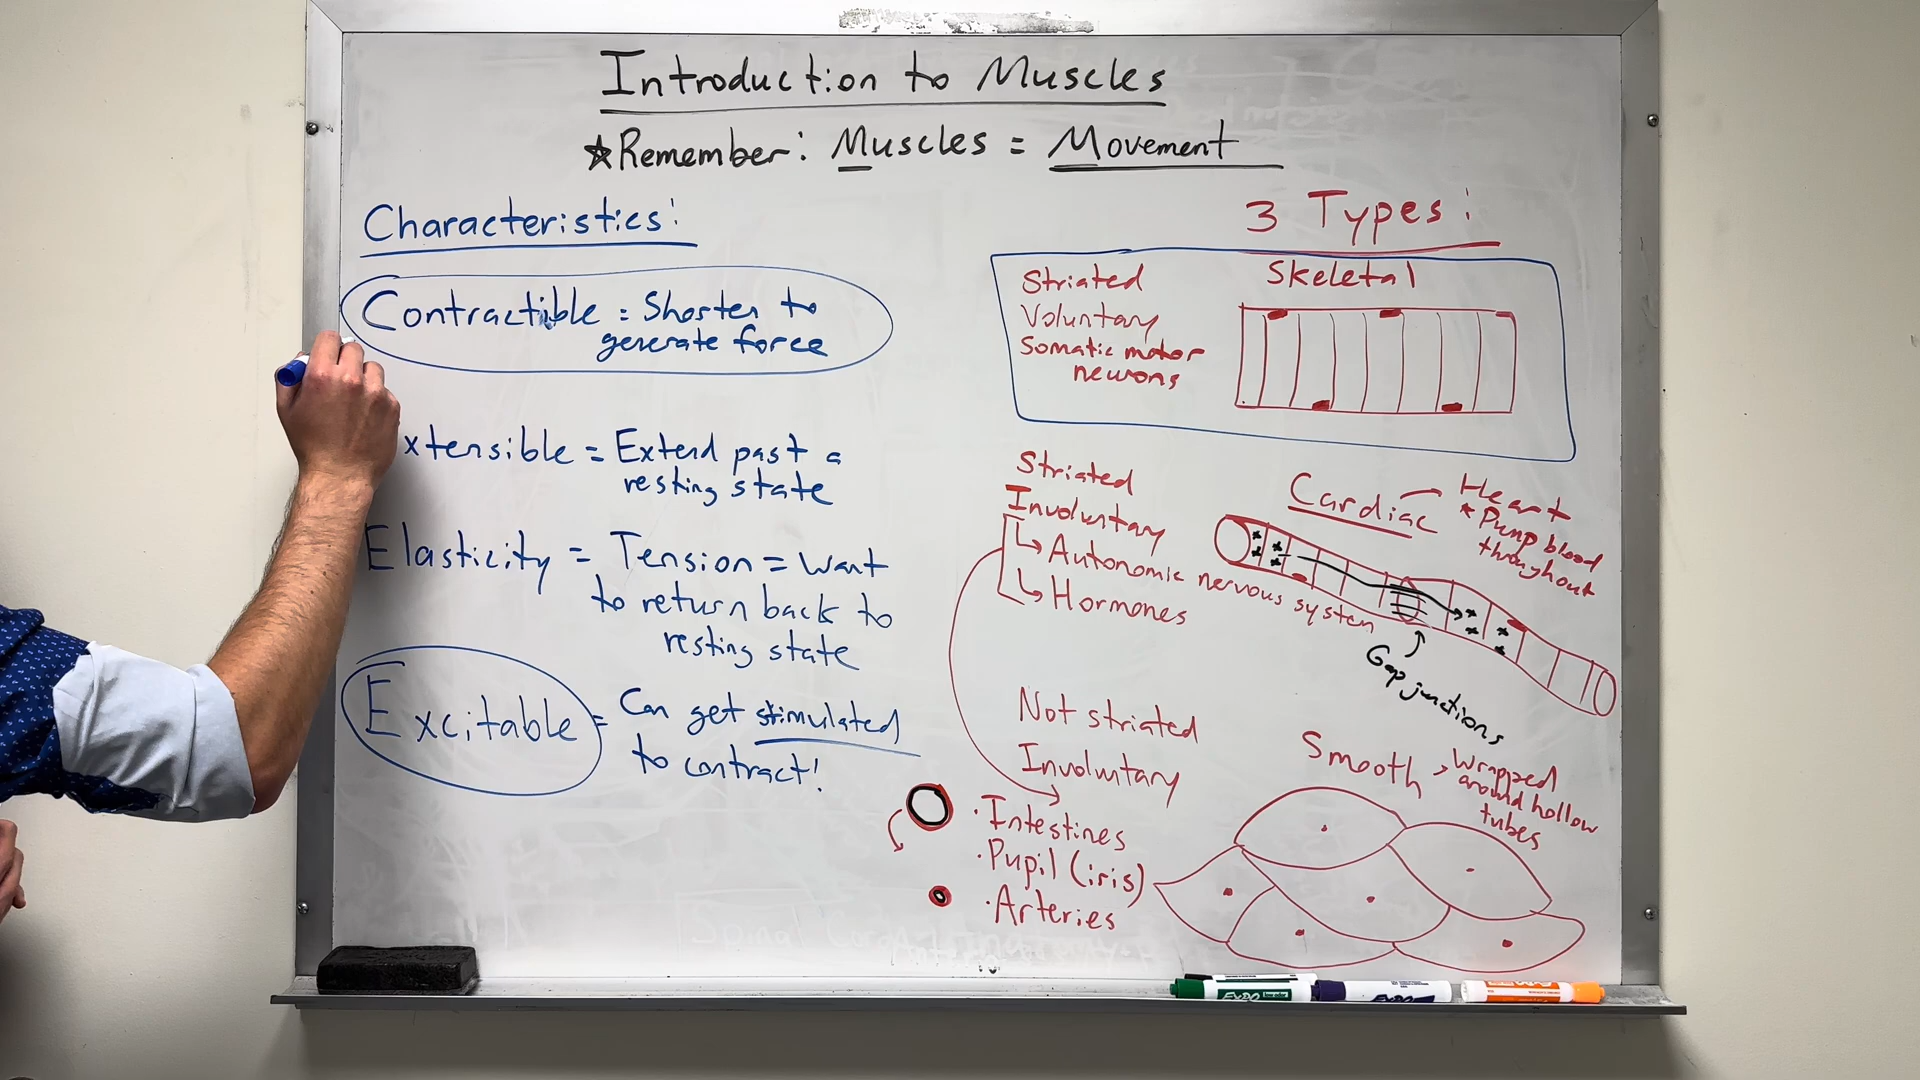 Introduction to Muscles
★Remember: Muscles = Movement
Characteristics:
Contractible = Shorten to
generate force
xtensible = Extend past a
resting state
Elasticity = Tension = Want
to return back to
resting state
Excitable = Can get stimulated
to contract!
3 Types:
Skeletal
Striated
Voluntary
Somatic motor
neurons
Striated
Involuntary
↳ Autonomic nervous system
↳ Hormones
Cardiac – Heart
* Pump blood
throughout
Gap junctions
Not striated
Involuntary
· Intestines
· Pupil (iris)
· Arteries
Smooth > Wrapped
around hollow
tubes
EXPO
EXPO